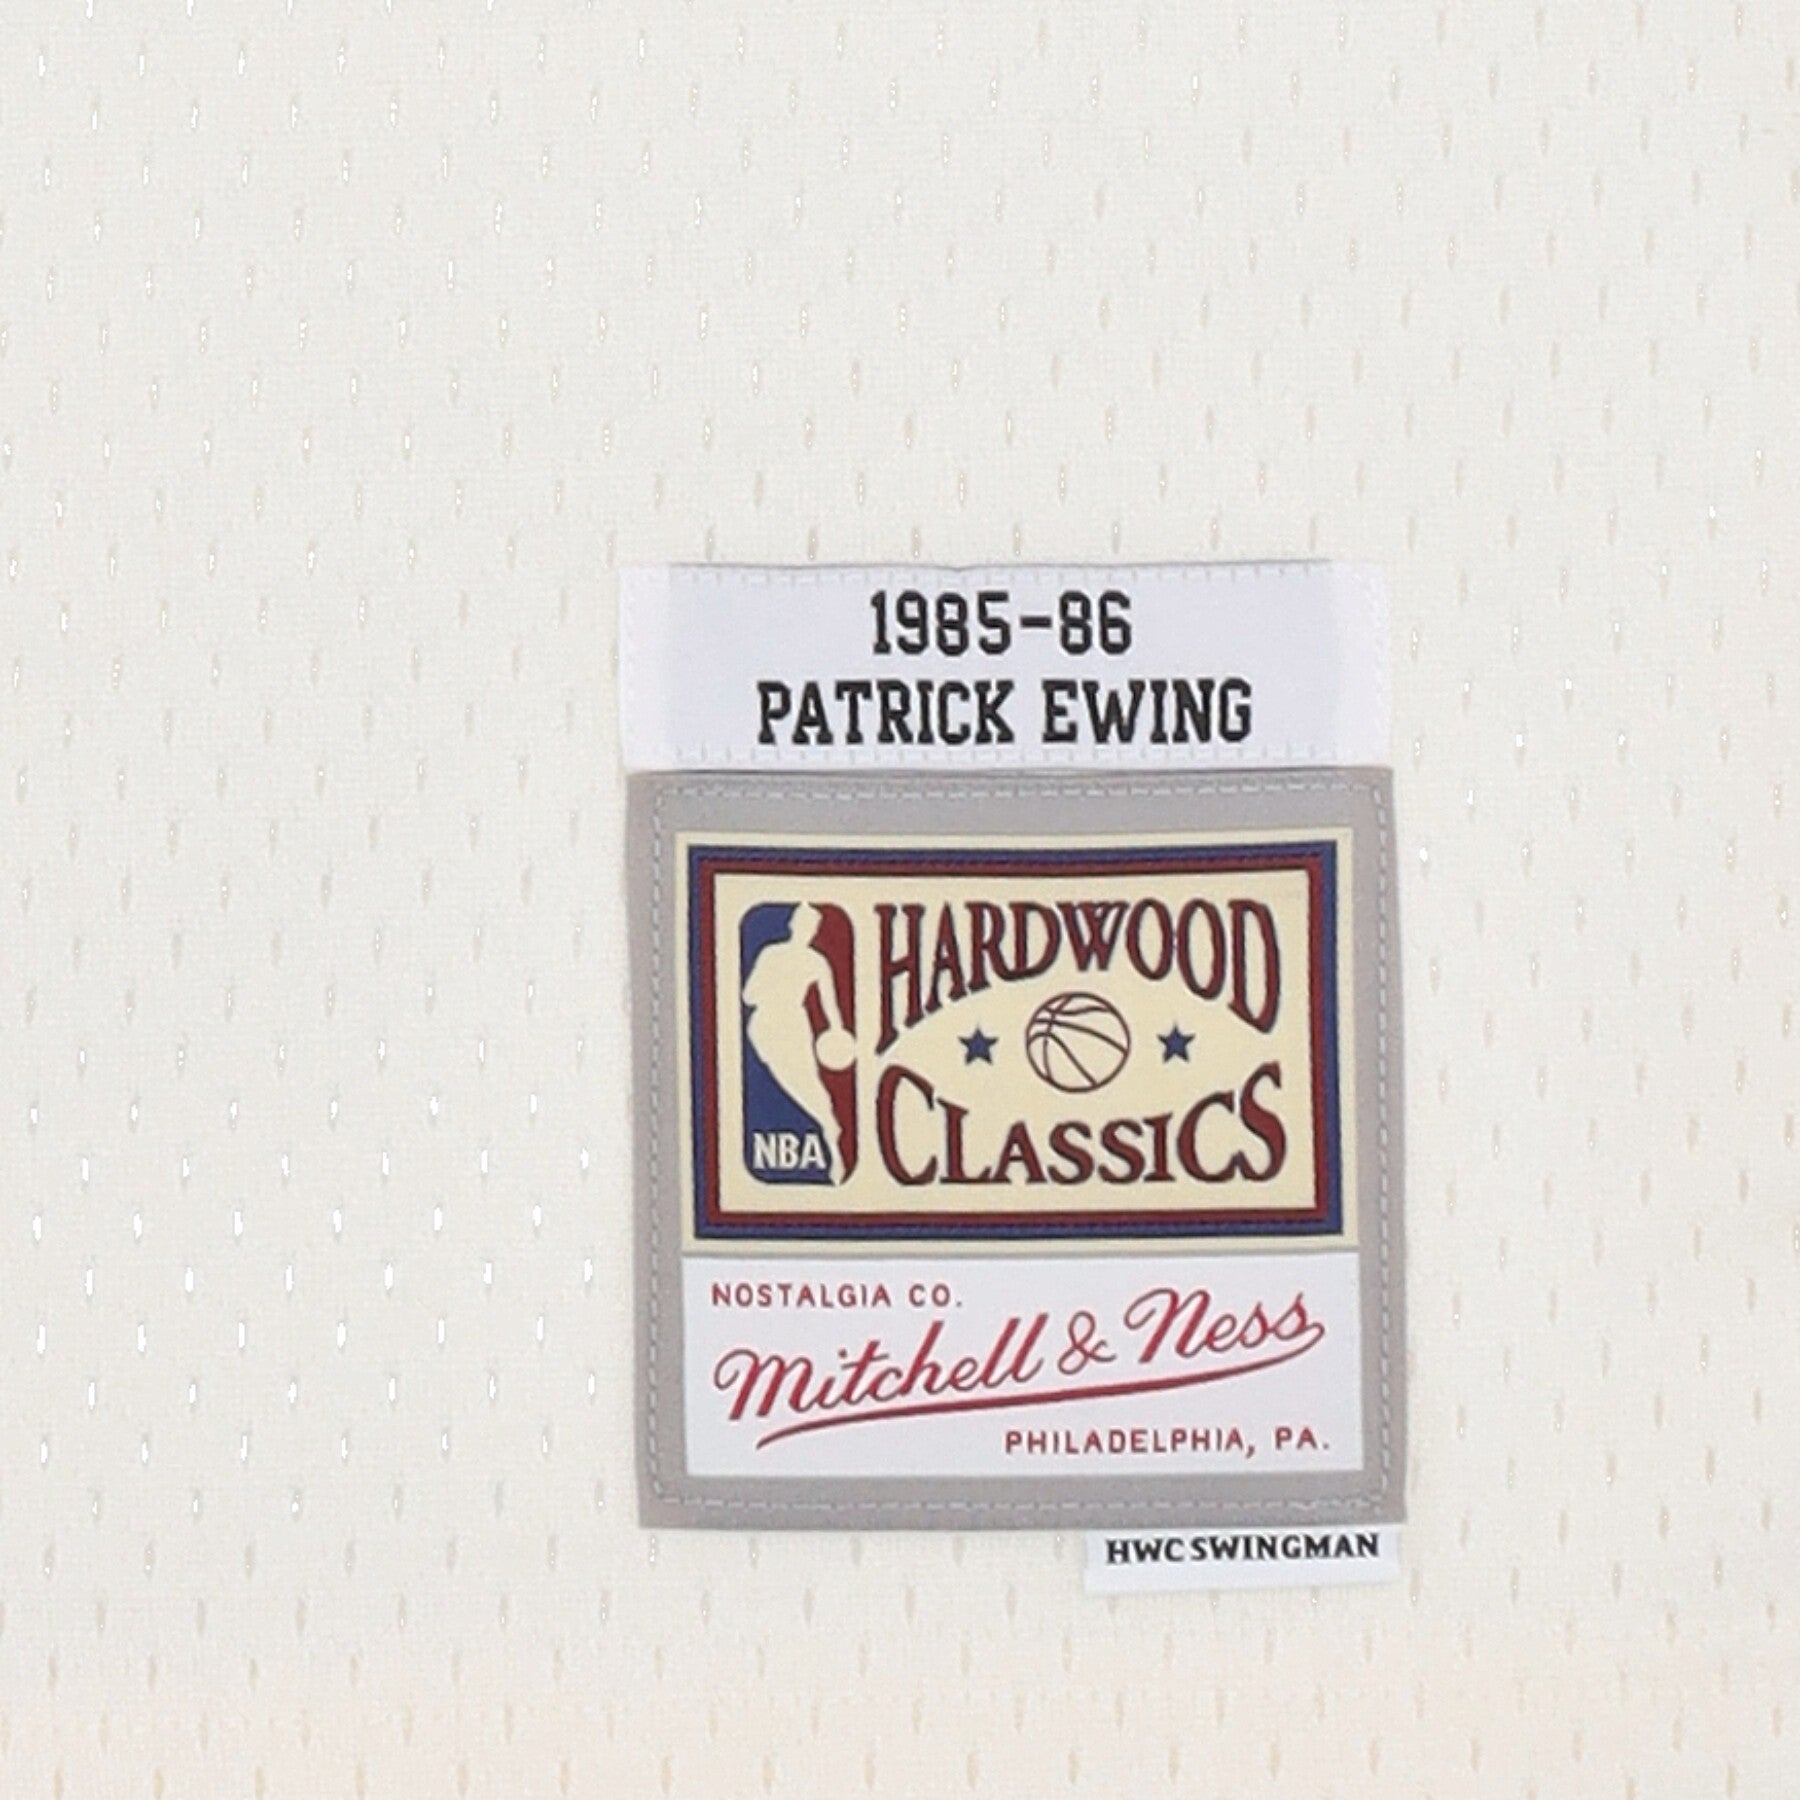 1985-86
PATRICK EWING
HARDWOOD
CLASSICS
NBA
NOSTALGIA CO.
Mitchell & Ness
PHILADELPHIA, PA.
HWC SWINGMAN